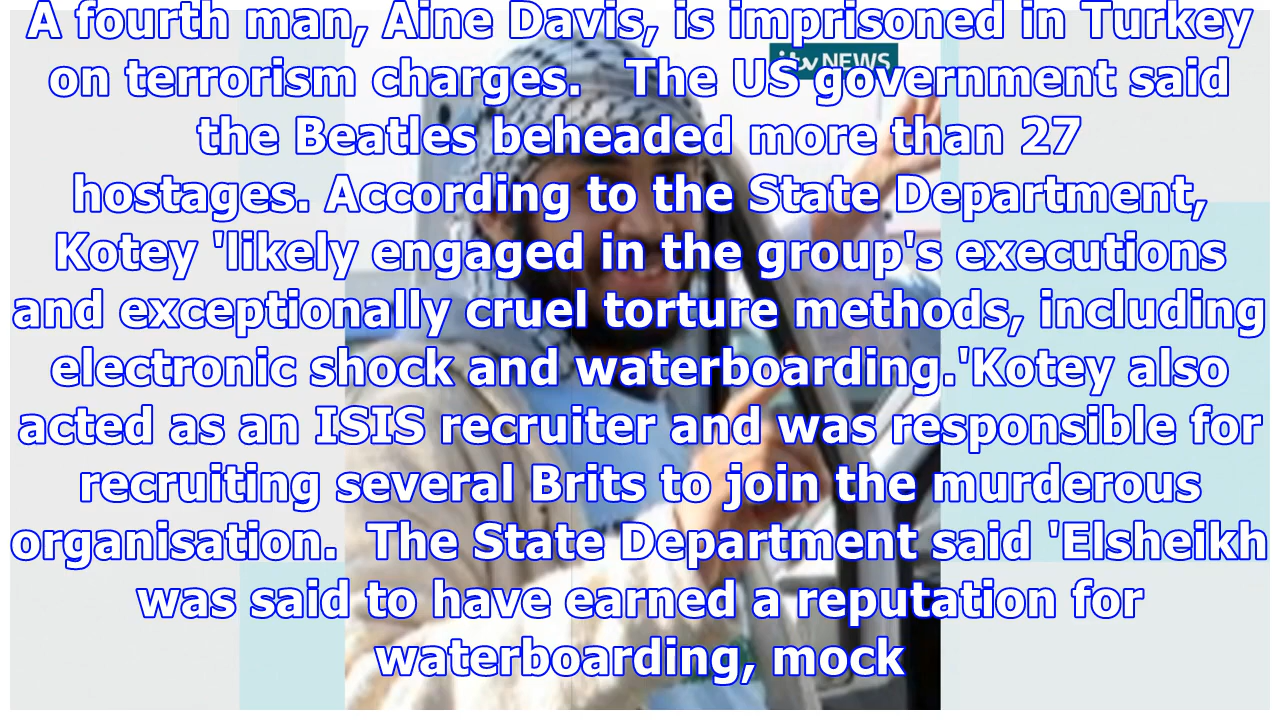 A fourth man, Aine Davis, is imprisoned in Turkey
itv NEWS
on terrorism charges.   The US government said
the Beatles beheaded more than 27
hostages. According to the State Department,
Kotey 'likely engaged in the group's executions
and exceptionally cruel torture methods, including
electronic shock and waterboarding.'Kotey also
acted as an ISIS recruiter and was responsible for
recruiting several Brits to join the murderous
organisation.  The State Department said 'Elsheikh
was said to have earned a reputation for
waterboarding, mock